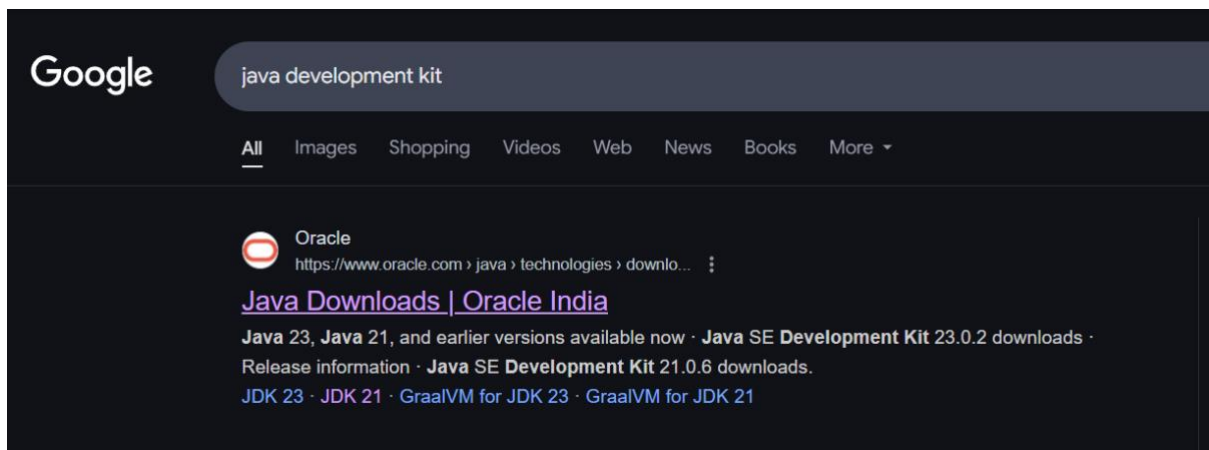 Google
java development kit
All Images Shopping Videos Web News Books More
Oracle
https://www.oracle.com › java › technologies › downlo...
Java Downloads | Oracle India
Java 23, Java 21, and earlier versions available now · Java SE Development Kit 23.0.2 downloads ·
Release information · Java SE Development Kit 21.0.6 downloads.
JDK 23 · JDK 21 · GraalVM for JDK 23 · GraalVM for JDK 21